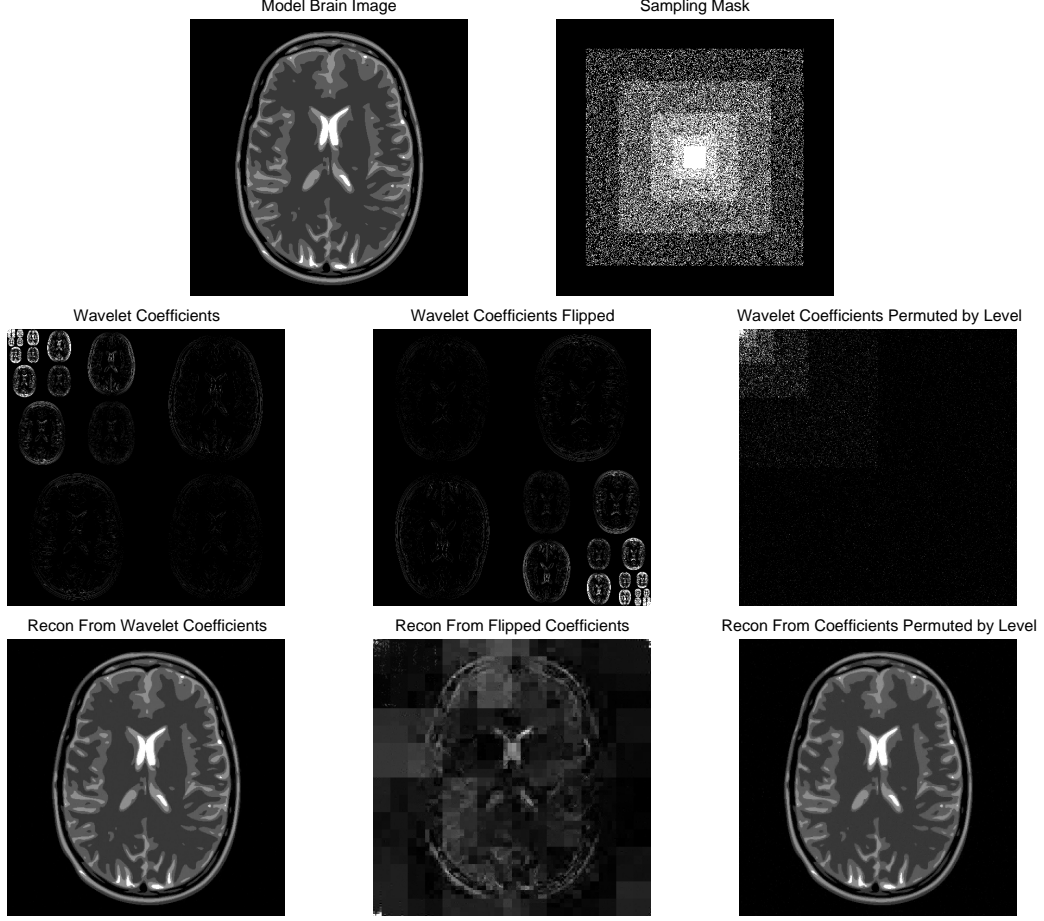 Model Brain Image
Sampling Mask
Wavelet Coefficients
Wavelet Coefficients Flipped
Wavelet Coefficients Permuted by Level
Recon From Wavelet Coefficients
Recon From Flipped Coefficients
Recon From Coefficients Permuted by Level